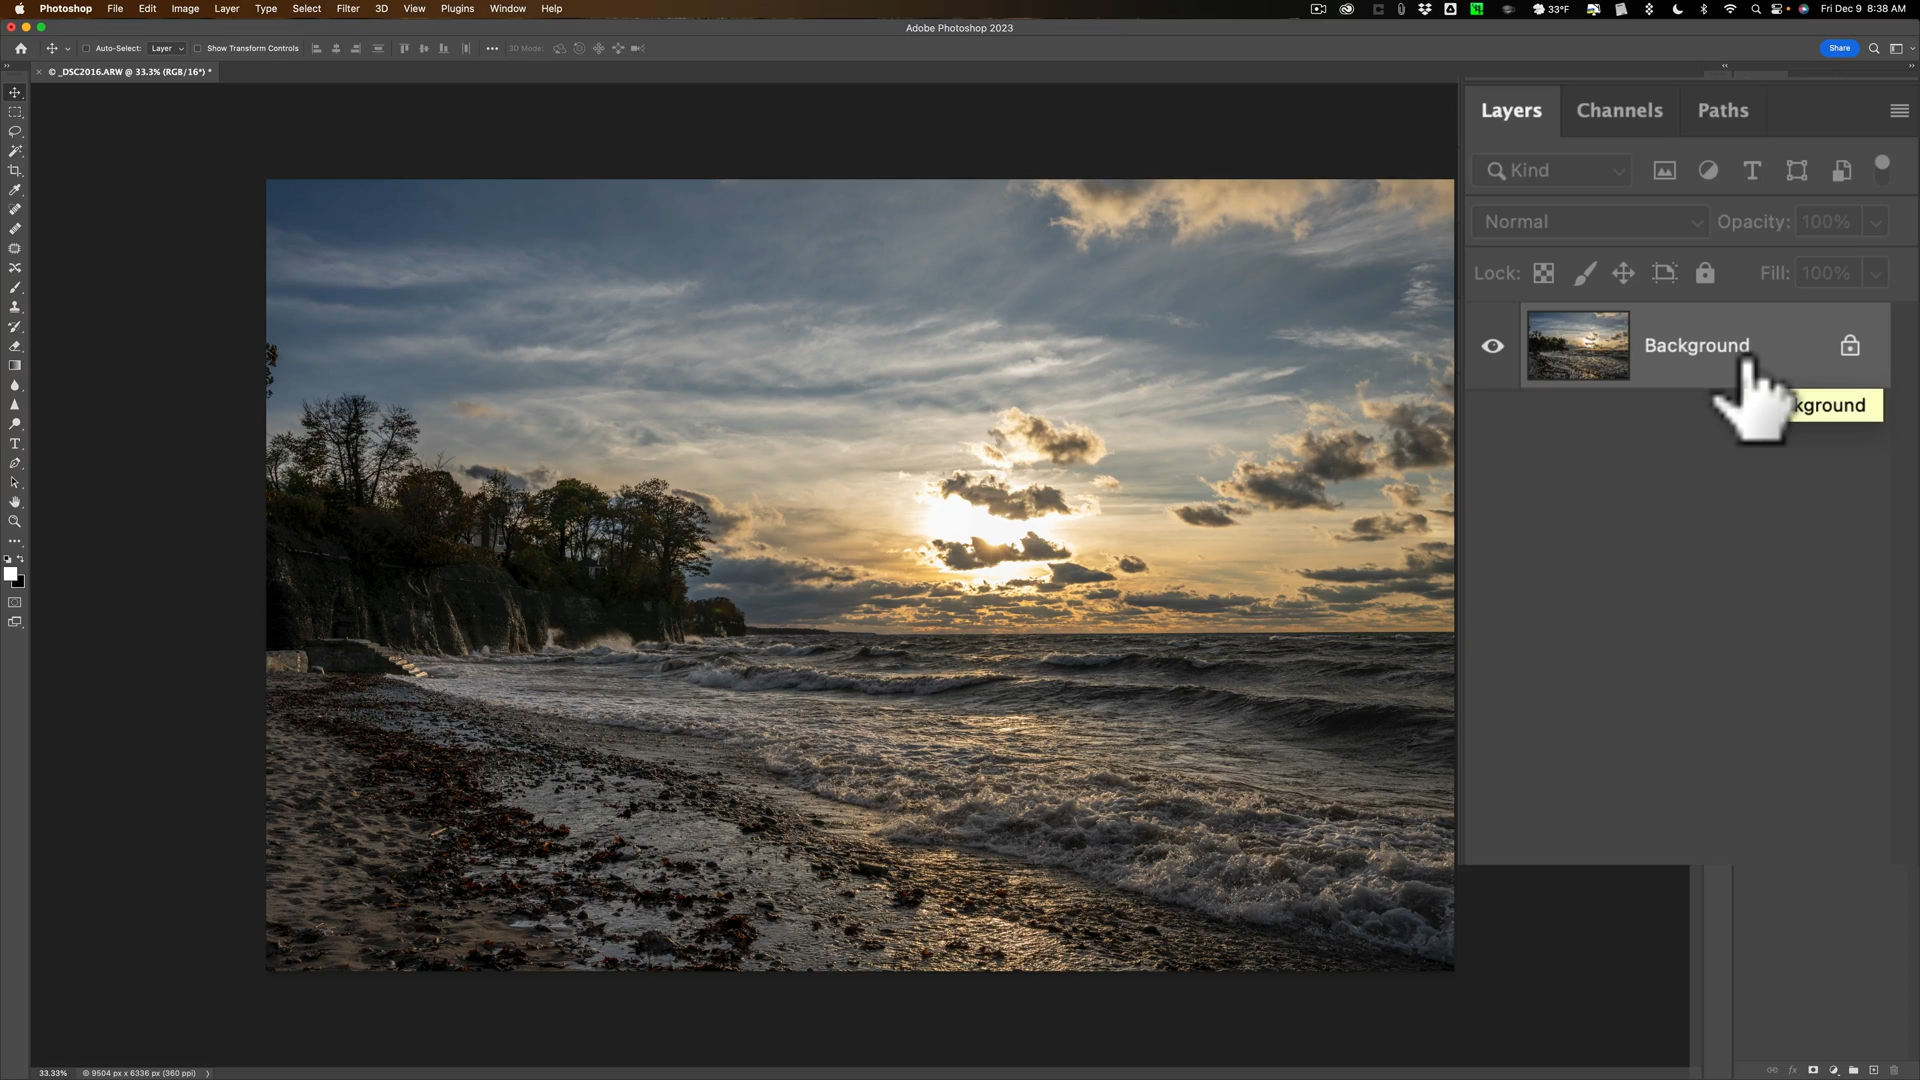 Photoshop File Edit Image Layer Type Select Filter 3D View Plugins Window Help 33°F Fri Dec 9 8:38 AM
Adobe Photoshop 2023
Auto-Select: Layer Show Transform Controls 3D Mode: Share
© _DSC2016.ARW @ 33.3% (RGB/16*) *
Layers Channels Paths
Kind
Normal Opacity: 100%
Lock: Fill: 100%
Background
kground
33.33% 9504 px x 6336 px (360 ppi)